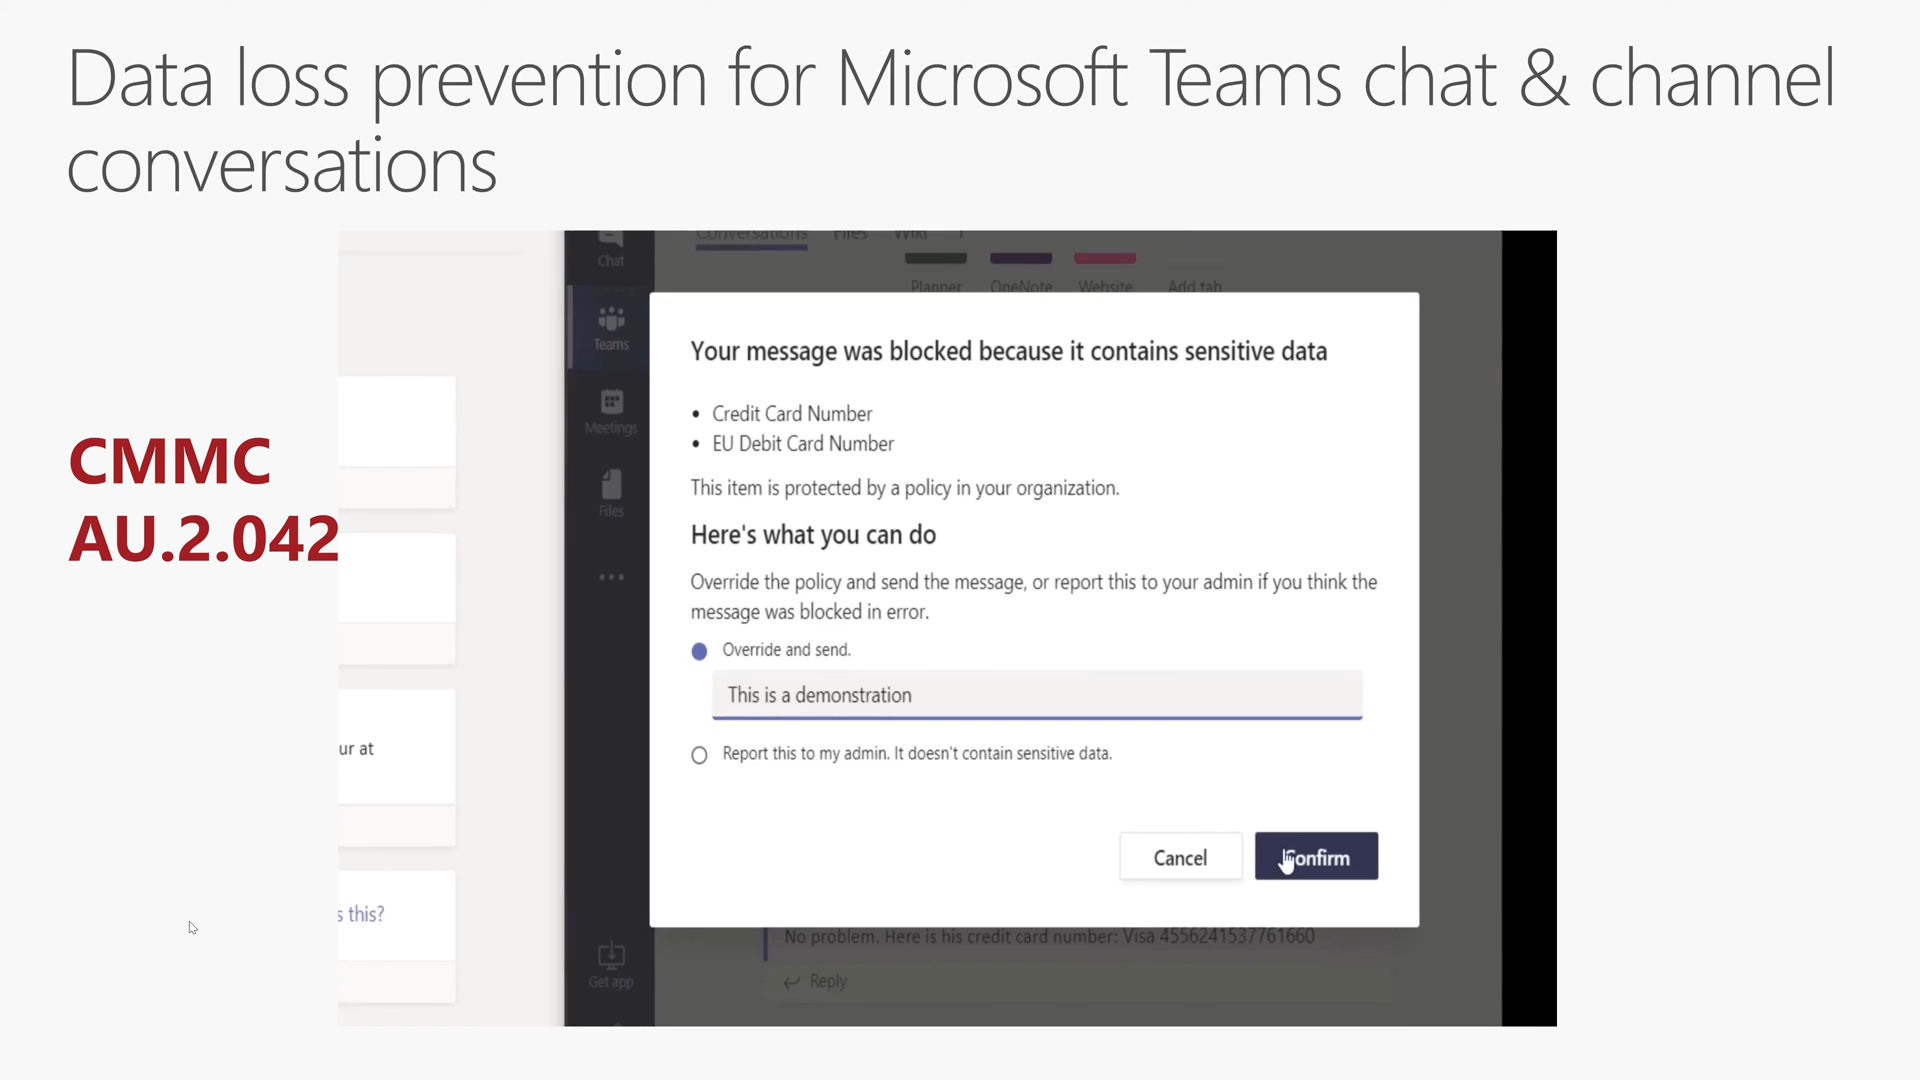 Data loss prevention for Microsoft Teams chat & channel
conversations
CMMC
AU.2.042
ur at
s this?
Chat
Teams
Meetings
Files
Get app
Conversations Files Wiki
Planner OneNote Website Add tab
Your message was blocked because it contains sensitive data
• Credit Card Number
• EU Debit Card Number
This item is protected by a policy in your organization.
Here's what you can do
Override the policy and send the message, or report this to your admin if you think the
message was blocked in error.
Override and send.
This is a demonstration
Report this to my admin. It doesn't contain sensitive data.
Cancel Confirm
No problem. Here is his credit card number: Visa 4556241537761660
Reply